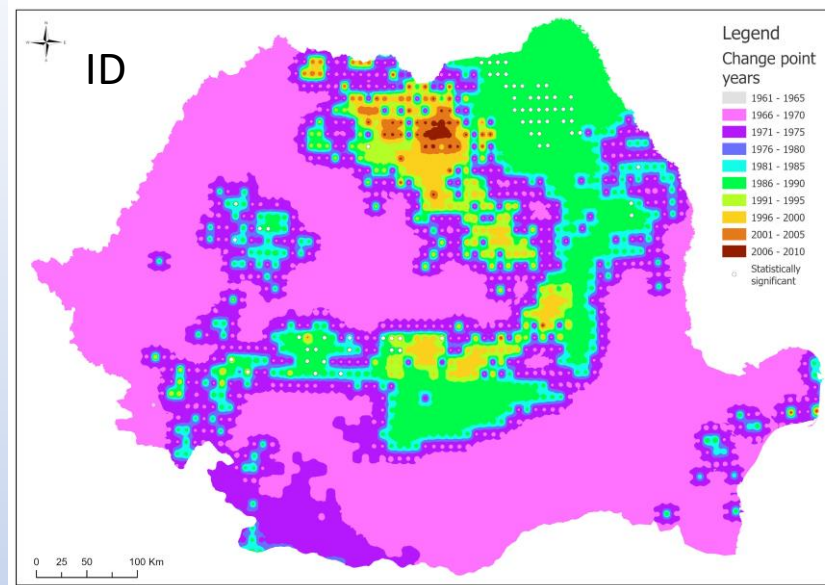 ID
Legend
Change point
years
1961 - 1965
1966 - 1970
1971 - 1975
1976 - 1980
1981 - 1985
1986 - 1990
1991 - 1995
1996 - 2000
2001 - 2005
2006 - 2010
Statistically
significant
0 25 50 100 Km